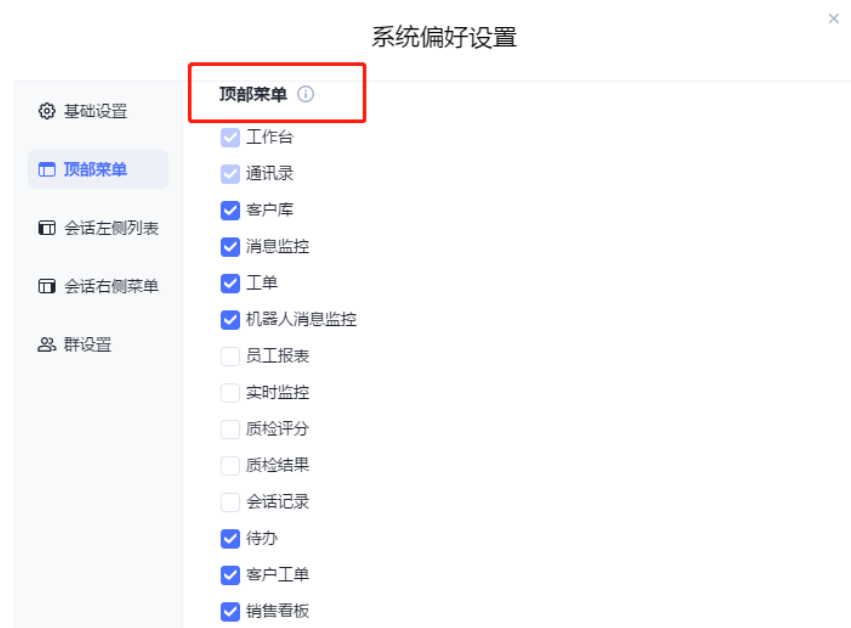 系统偏好设置
基础设置
顶部菜单
会话左侧列表
会话右侧菜单
群设置
顶部菜单
工作台
通讯录
客户库
消息监控
工单
机器人消息监控
员工报表
实时监控
质检评分
质检结果
会话记录
待办
客户工单
销售看板